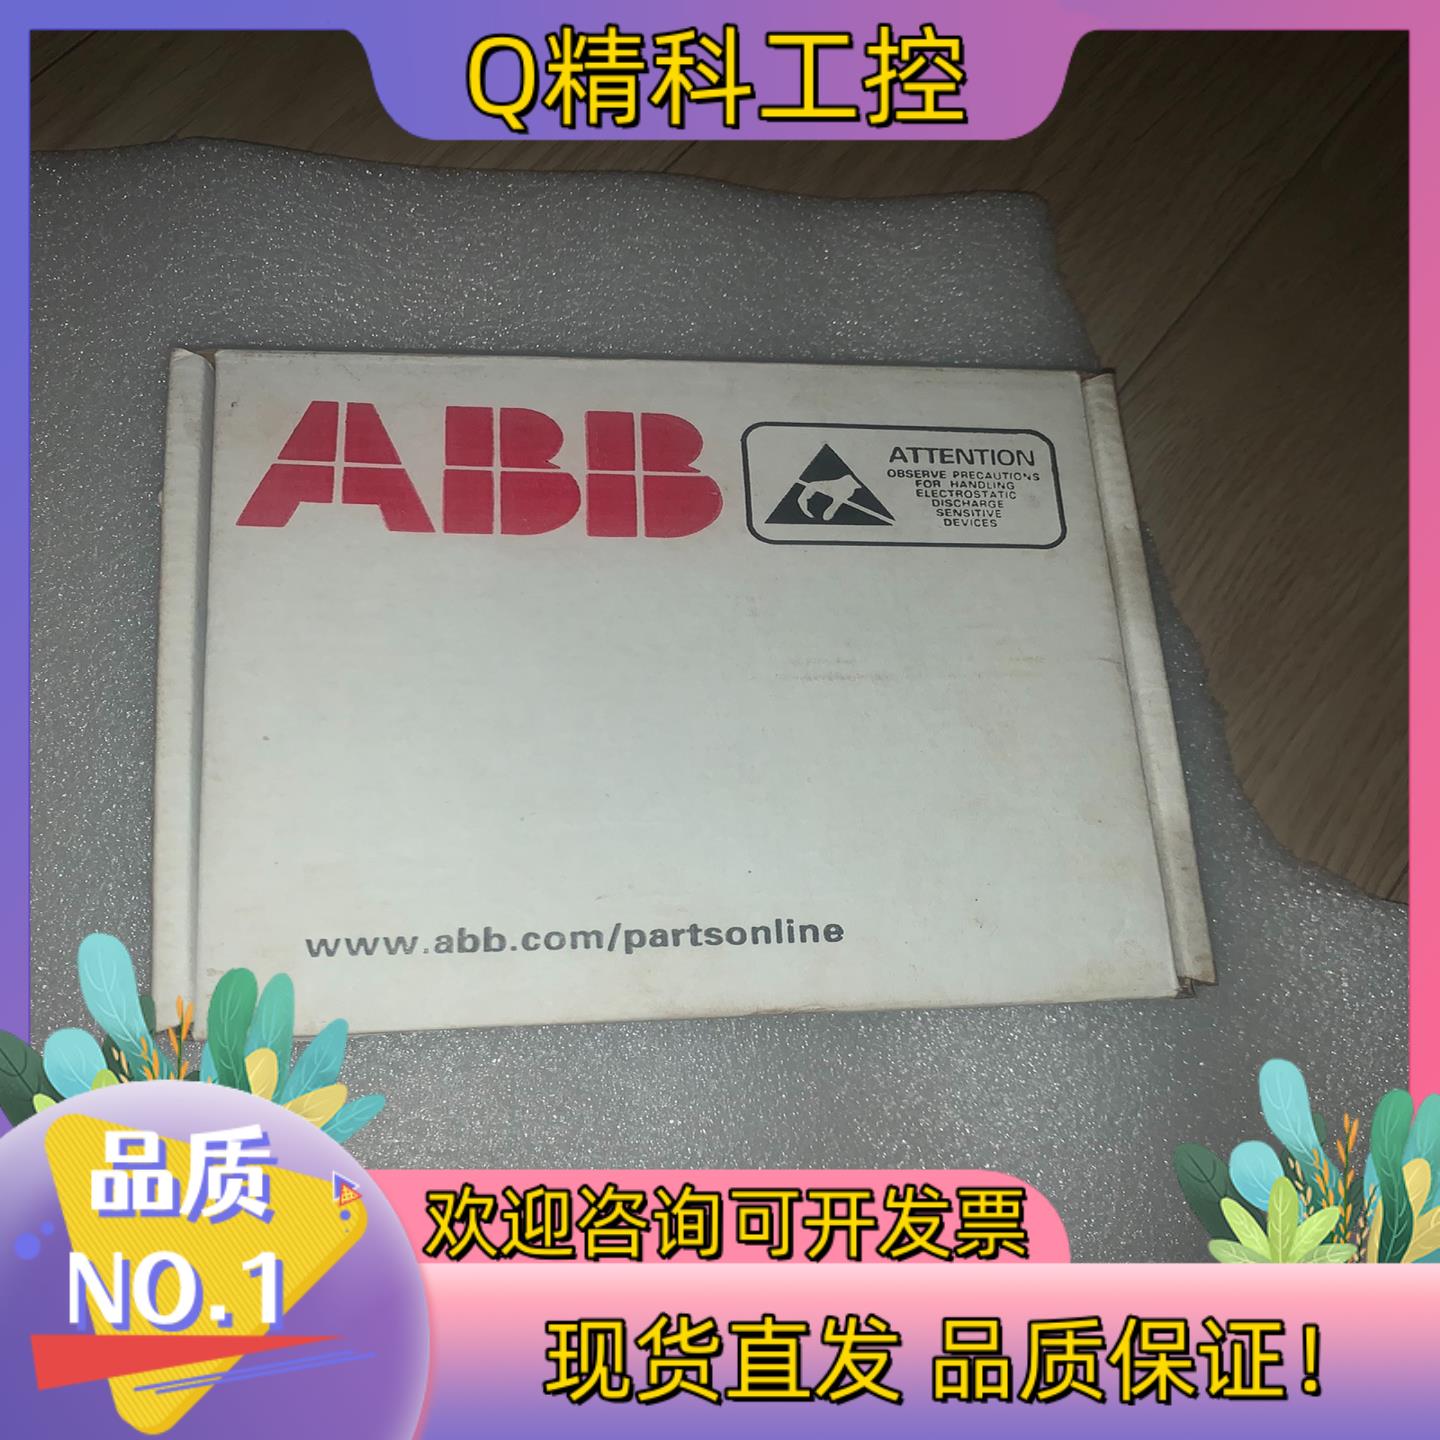 Q精科工控
ABB
ATTENTION
OBSERVE PRECAUTIONS
FOR HANDLING
ELECTROSTATIC
DISCHARGE
SENSITIVE
DEVICES
www.abb.com/partsonline
品质
NO.1
欢迎咨询可开发票
现货直发 品质保证!